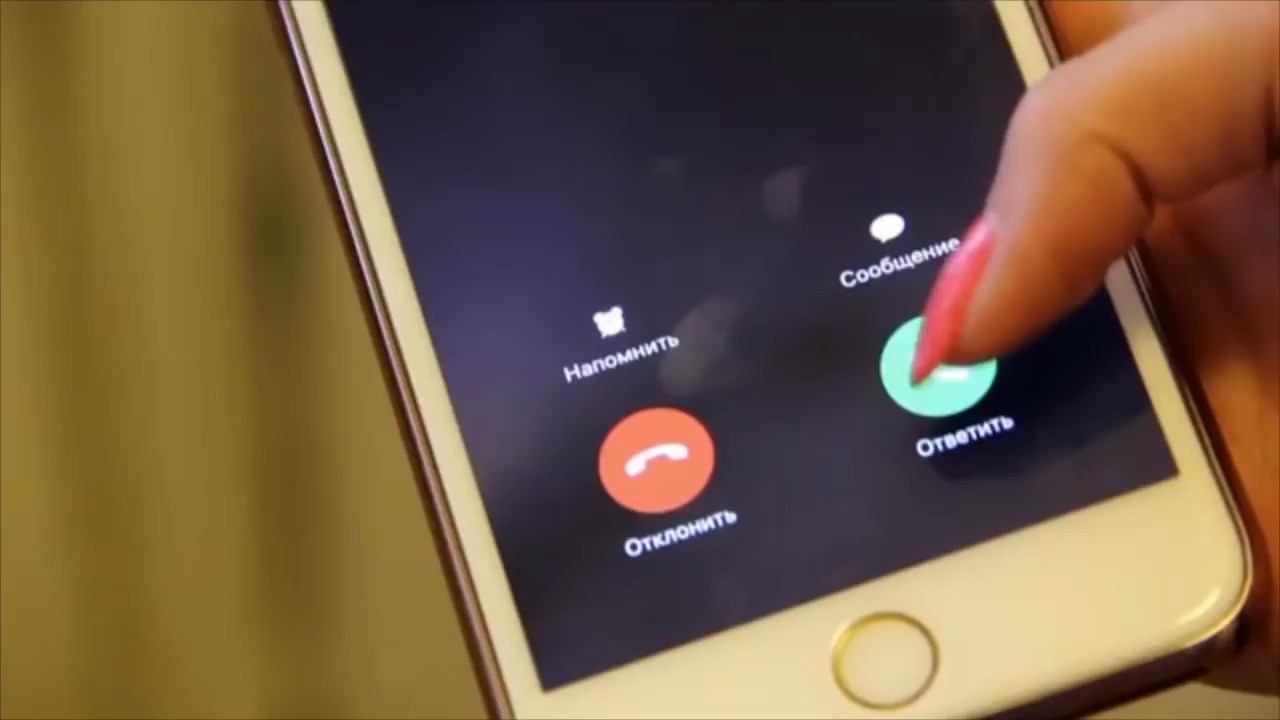 Сообщение
Напомнить
Ответить
Отклонить